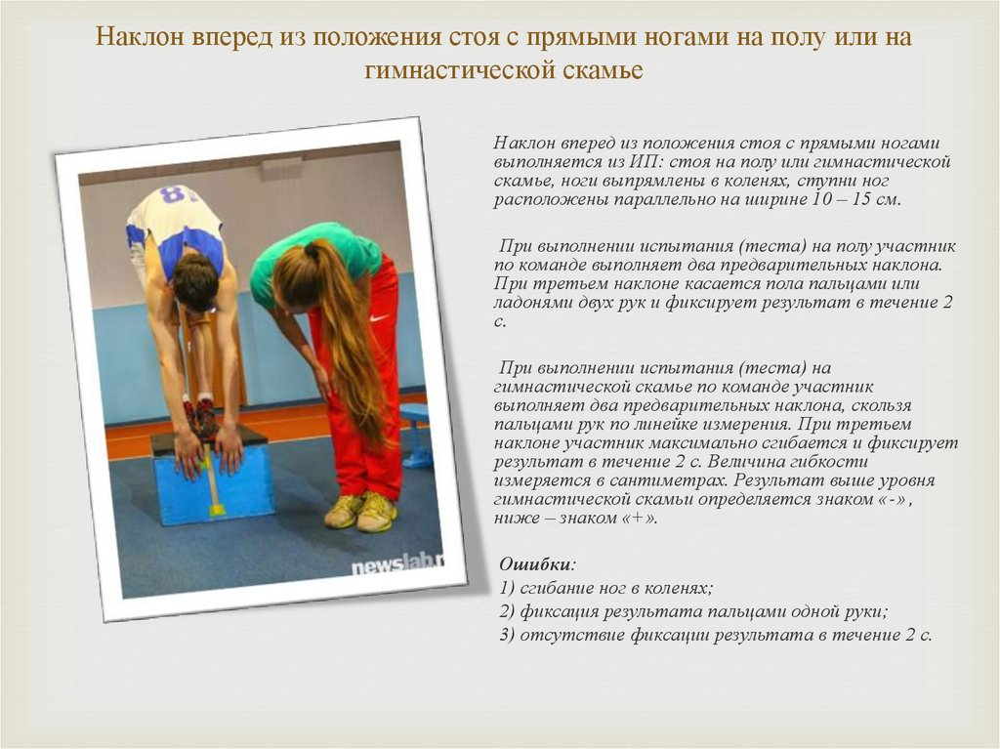 Наклон вперед из положения стоя с прямыми ногами на полу или на
гимнастической скамье
Наклон вперед из положения стоя с прямыми ногами
выполняется из ИП: стоя на полу или гимнастической
скамье, ноги выпрямлены в коленях, ступни ног
расположены параллельно на ширине 10 – 15 см.
При выполнении испытания (теста) на полу участник
по команде выполняет два предварительных наклона.
При третьем наклоне касается пола пальцами или
ладонями двух рук и фиксирует результат в течение 2
с.
При выполнении испытания (теста) на
гимнастической скамье по команде участник
выполняет два предварительных наклона, скользя
пальцами рук по линейке измерения. При третьем
наклоне участник максимально сгибается и фиксирует
результат в течение 2 с. Величина гибкости
измеряется в сантиметрах. Результат выше уровня
гимнастической скамьи определяется знаком «-» ,
ниже – знаком «+».
Ошибки:
1) сгибание ног в коленях;
2) фиксация результата пальцами одной руки;
3) отсутствие фиксации результата в течение 2 с.
newslab.r